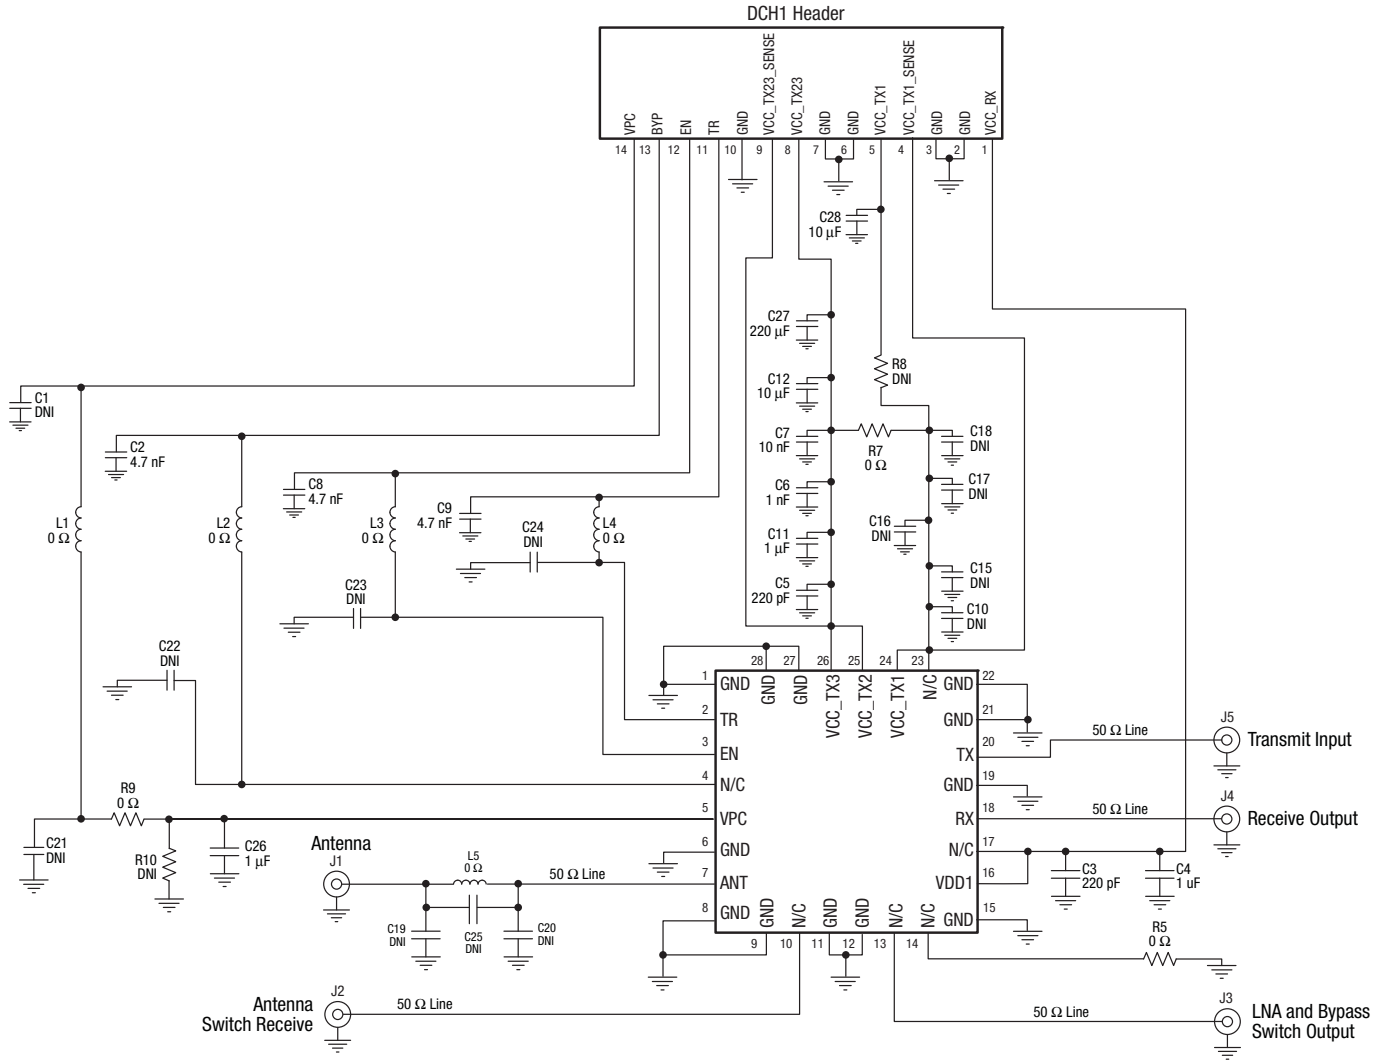 DCH1 Header
VPC
BYP
EN
TR
GND
VCC_TX23_SENSE
VCC_TX23
GND
GND
VCC_TX1
VCC_TX1_SENSE
GND
GND
VCC_RX
14 13 12 11 10 9 8 7 6 5 4 3 2 1
C28
10 µF
C27
220 µF
R8
DNI
C12
10 µF
C1
DNI
C7
10 nF
R7
0 Ω
C18
DNI
C2
4.7 nF
C8
4.7 nF
C6
1 nF
C17
DNI
C9
4.7 nF
L1
0 Ω
L2
0 Ω
L3
0 Ω
C24
DNI
L4
0 Ω
C11
1 µF
C16
DNI
C23
DNI
C5
220 pF
C15
DNI
C10
DNI
C22
DNI
28 27 26 25 24 23
GND
GND
VCC_TX3
VCC_TX2
VCC_TX1
N/C
1
GND
GND
22
2
TR
GND
21
3
EN
TX
20
50 Ω Line
J5
Transmit Input
4
N/C
GND
19
R9
0 Ω
5
VPC
RX
18
50 Ω Line
J4
Receive Output
C21
DNI
R10
DNI
C26
1 µF
Antenna
J1
6
GND
N/C
17
L5
0 Ω
50 Ω Line
7
ANT
VDD1
16
C3
220 pF
C4
1 uF
8
GND
GND
15
C19
DNI
C25
DNI
C20
DNI
GND
N/C
GND
GND
N/C
N/C
9 10 11 12 13 14
R5
0 Ω
Antenna
Switch Receive
J2
50 Ω Line
50 Ω Line
J3
LNA and Bypass
Switch Output